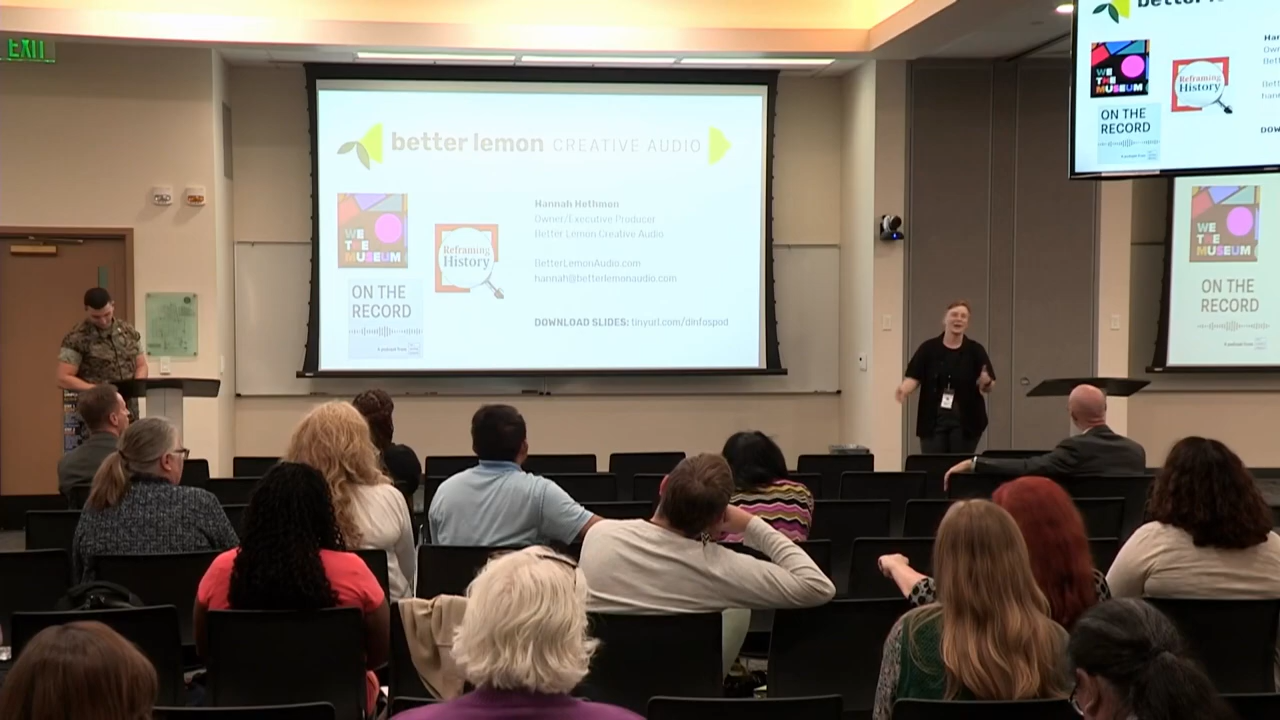 EXIT
better lemon CREATIVE AUDIO
WE
THE
MUSEUM
Reframing
History
ON THE
RECORD
A podcast from
Hannah Hethmon
Owner/Executive Producer
Better Lemon Creative Audio
BetterLemonAudio.com
hannah@betterlemonaudio.com
DOWNLOAD SLIDES: tinyurl.com/dinfospod
WE
THE
MUSEUM
Reframing
History
ON THE
RECORD
WE
THE
MUSEUM
ON THE
RECORD